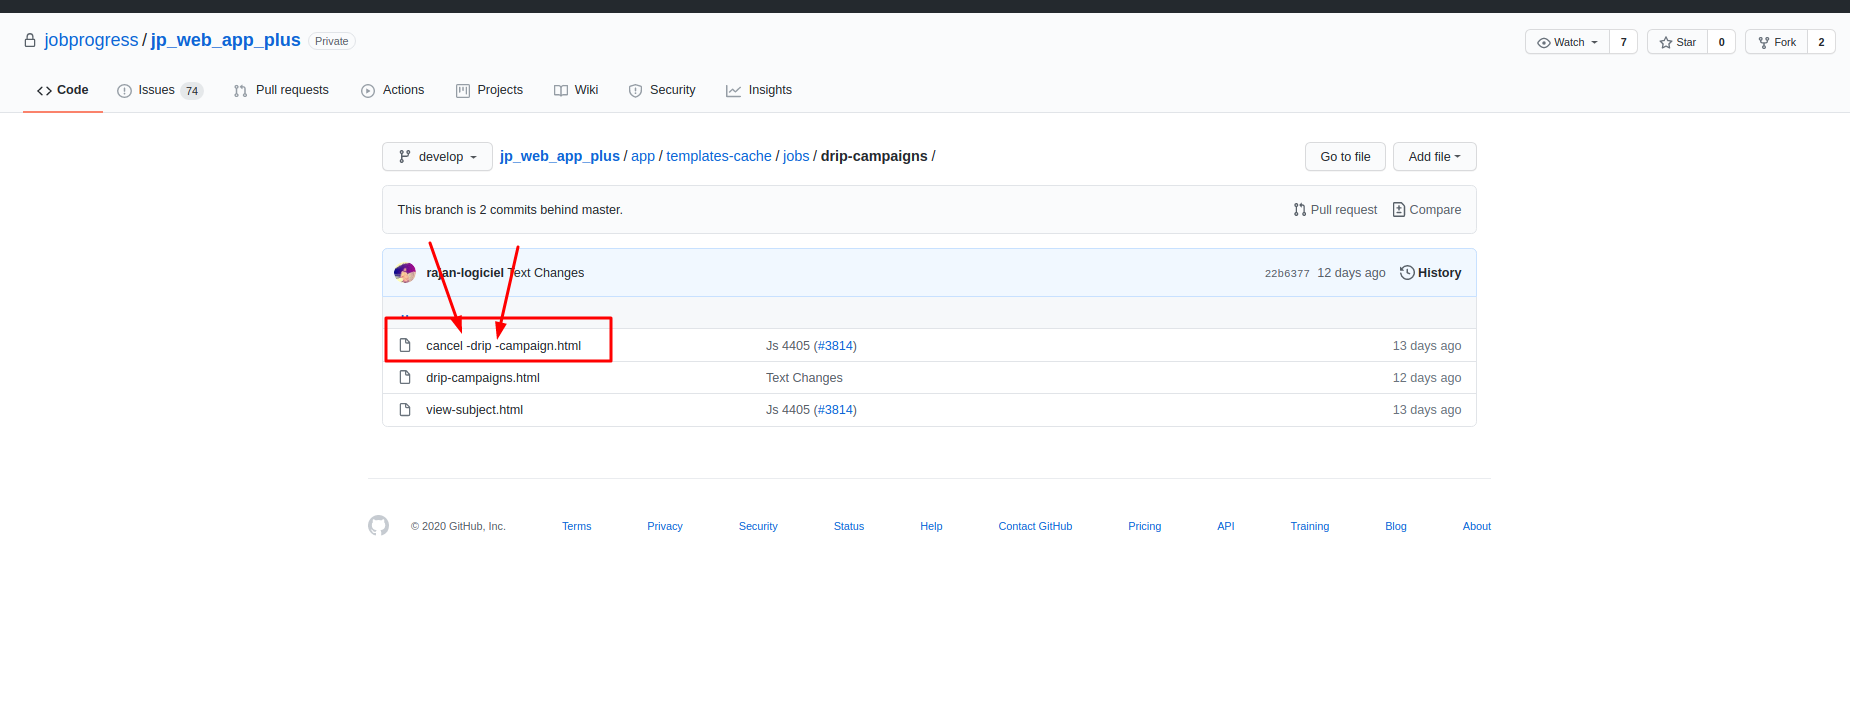 jobprogress / jp_web_app_plus Private
Watch 7 Star 0 Fork 2
Code Issues 74 Pull requests Actions Projects Wiki Security Insights
develop jp_web_app_plus / app / templates-cache / jobs / drip-campaigns / Go to file Add file
This branch is 2 commits behind master. Pull request Compare
rajan-logiciel Text Changes 22b6377 12 days ago History
..
cancel -drip -campaign.html Js 4405 (#3814) 13 days ago
drip-campaigns.html Text Changes 12 days ago
view-subject.html Js 4405 (#3814) 13 days ago
© 2020 GitHub, Inc. Terms Privacy Security Status Help Contact GitHub Pricing API Training Blog About